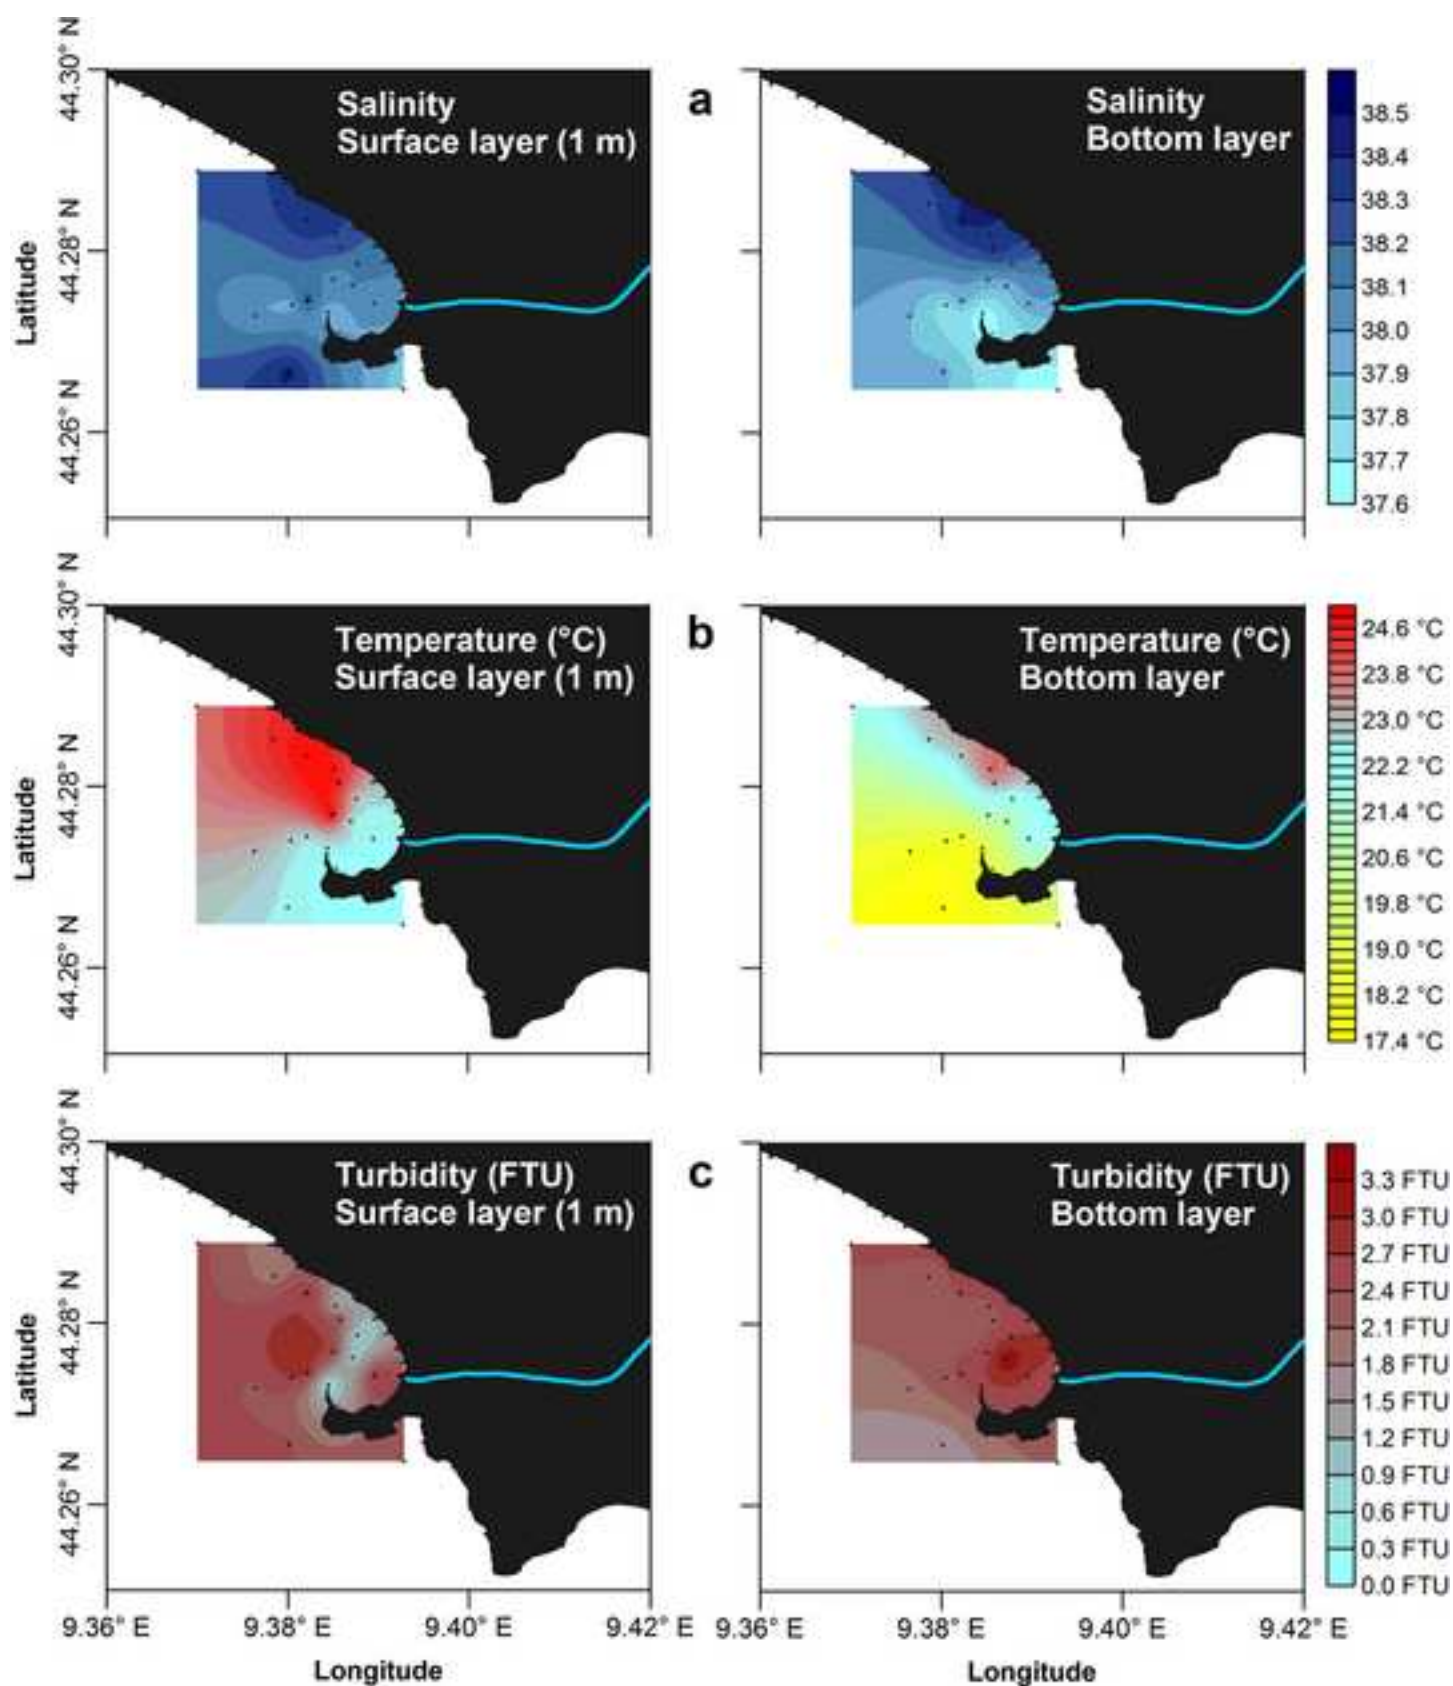 44.30° N
44.28° N
44.26° N
Latitude
Salinity
Surface layer (1 m)
a
Salinity
Bottom layer
38.5
38.4
38.3
38.2
38.1
38.0
37.9
37.8
37.7
37.6
44.30° N
44.28° N
44.26° N
Latitude
Temperature (°C)
Surface layer (1 m)
b
Temperature (°C)
Bottom layer
24.6 °C
23.8 °C
23.0 °C
22.2 °C
21.4 °C
20.6 °C
19.8 °C
19.0 °C
18.2 °C
17.4 °C
44.30° N
44.28° N
44.26° N
Latitude
Turbidity (FTU)
Surface layer (1 m)
c
Turbidity (FTU)
Bottom layer
3.3 FTU
3.0 FTU
2.7 FTU
2.4 FTU
2.1 FTU
1.8 FTU
1.5 FTU
1.2 FTU
0.9 FTU
0.6 FTU
0.3 FTU
0.0 FTU
9.36° E 9.38° E 9.40° E 9.42° E 9.36° E 9.38° E 9.40° E 9.42° E
Longitude Longitude